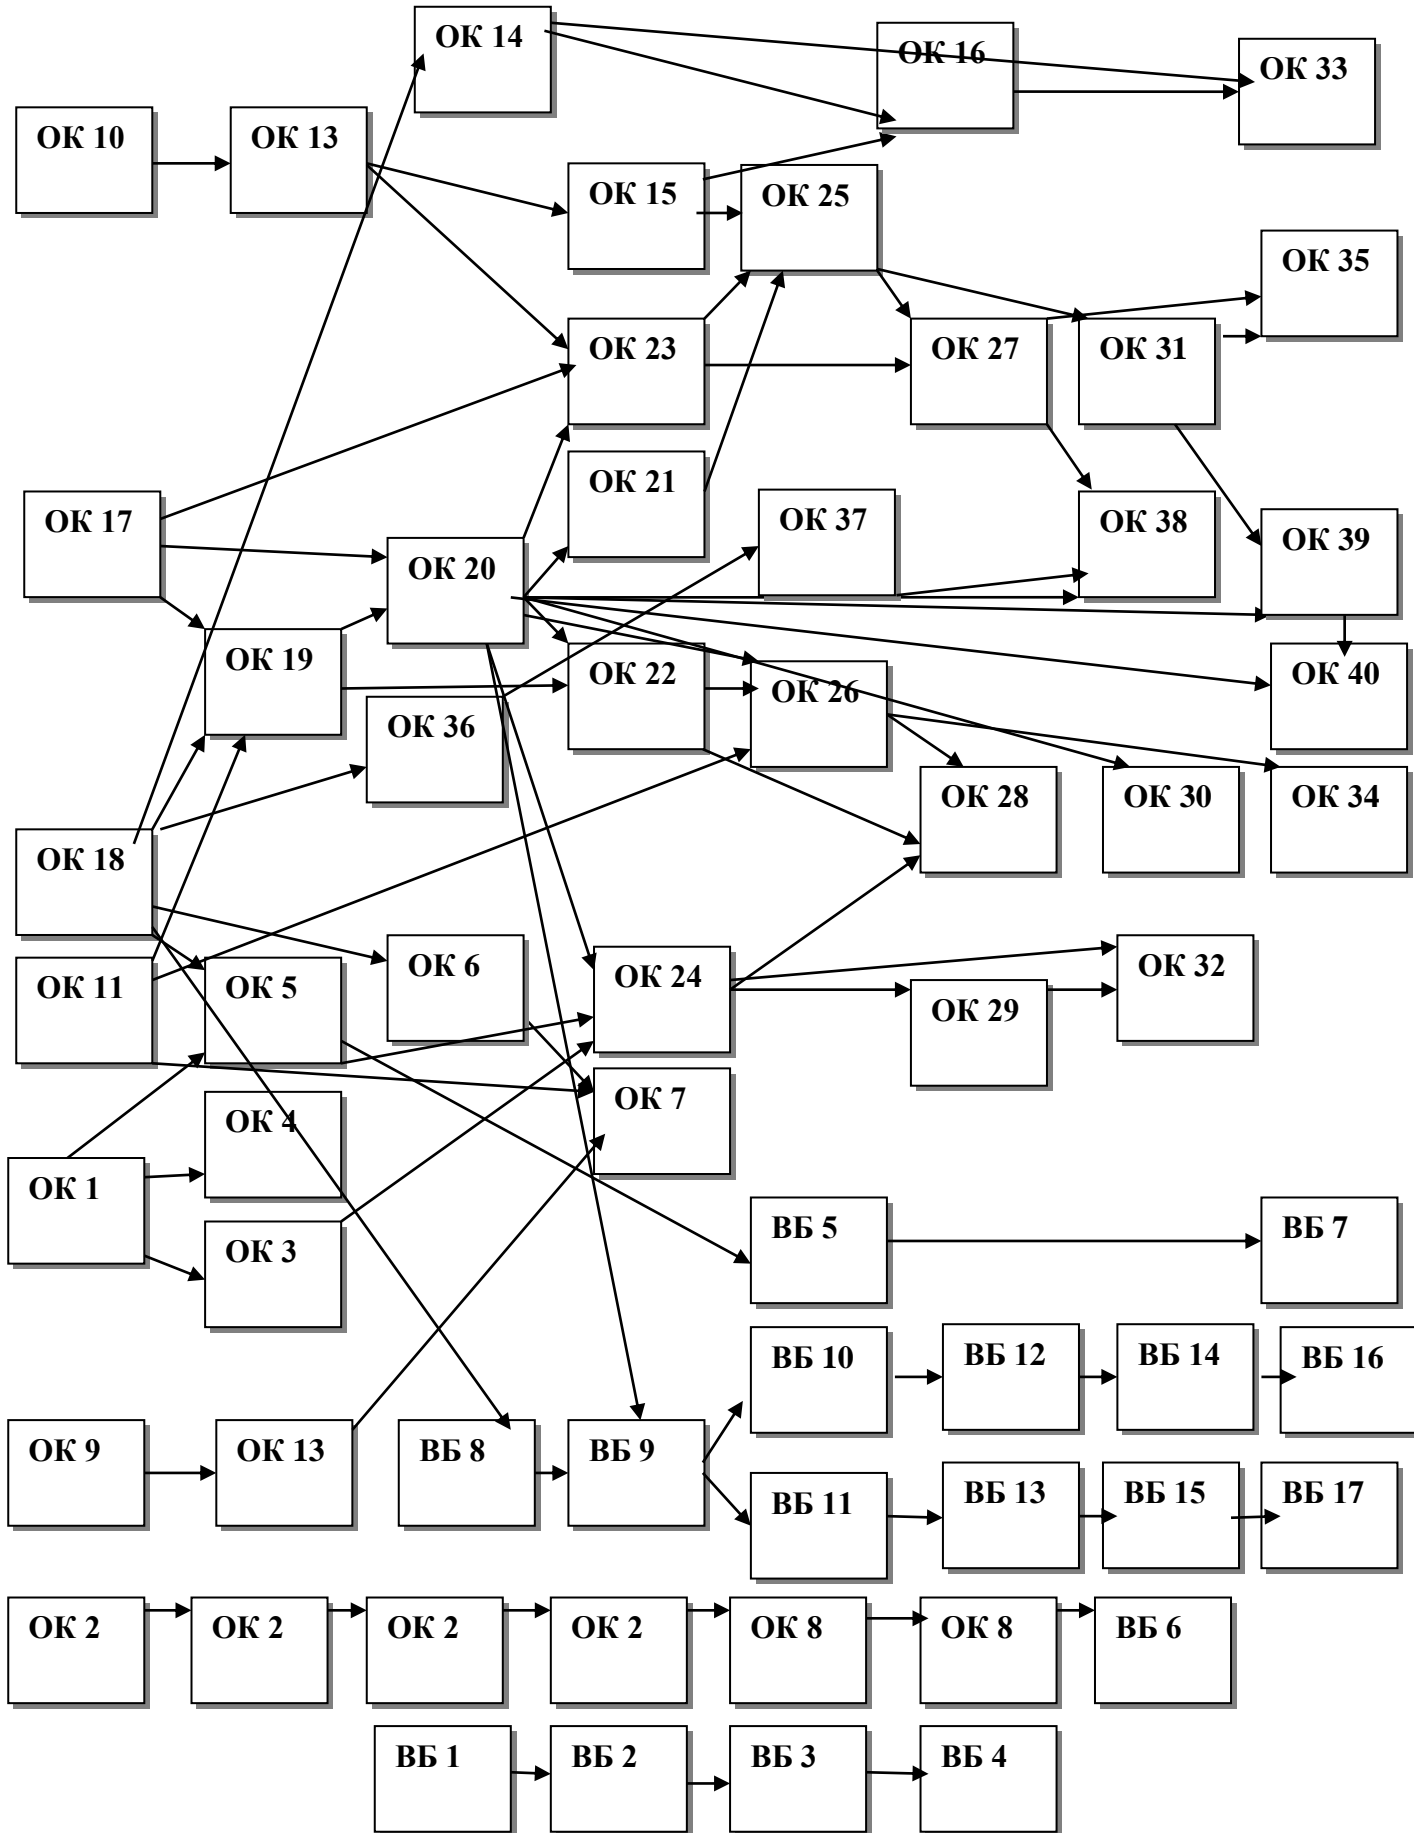 ОК 14
ОК 16
ОК 33
ОК 10
ОК 13
ОК 15
ОК 25
ОК 35
ОК 23
ОК 27
ОК 31
ОК 21
ОК 17
ОК 37
ОК 38
ОК 39
ОК 20
ОК 19
ОК 22
ОК 26
ОК 40
ОК 36
ОК 18
ОК 28
ОК 30
ОК 34
ОК 11
ОК 5
ОК 6
ОК 24
ОК 32
ОК 29
ОК 4
ОК 7
ОК 1
ОК 3
ВБ 5
ВБ 7
ВБ 10
ВБ 12
ВБ 14
ВБ 16
ОК 9
ОК 13
ВБ 8
ВБ 9
ВБ 11
ВБ 13
ВБ 15
ВБ 17
ОК 2
ОК 2
ОК 2
ОК 2
ОК 8
ОК 8
ВБ 6
ВБ 1
ВБ 2
ВБ 3
ВБ 4